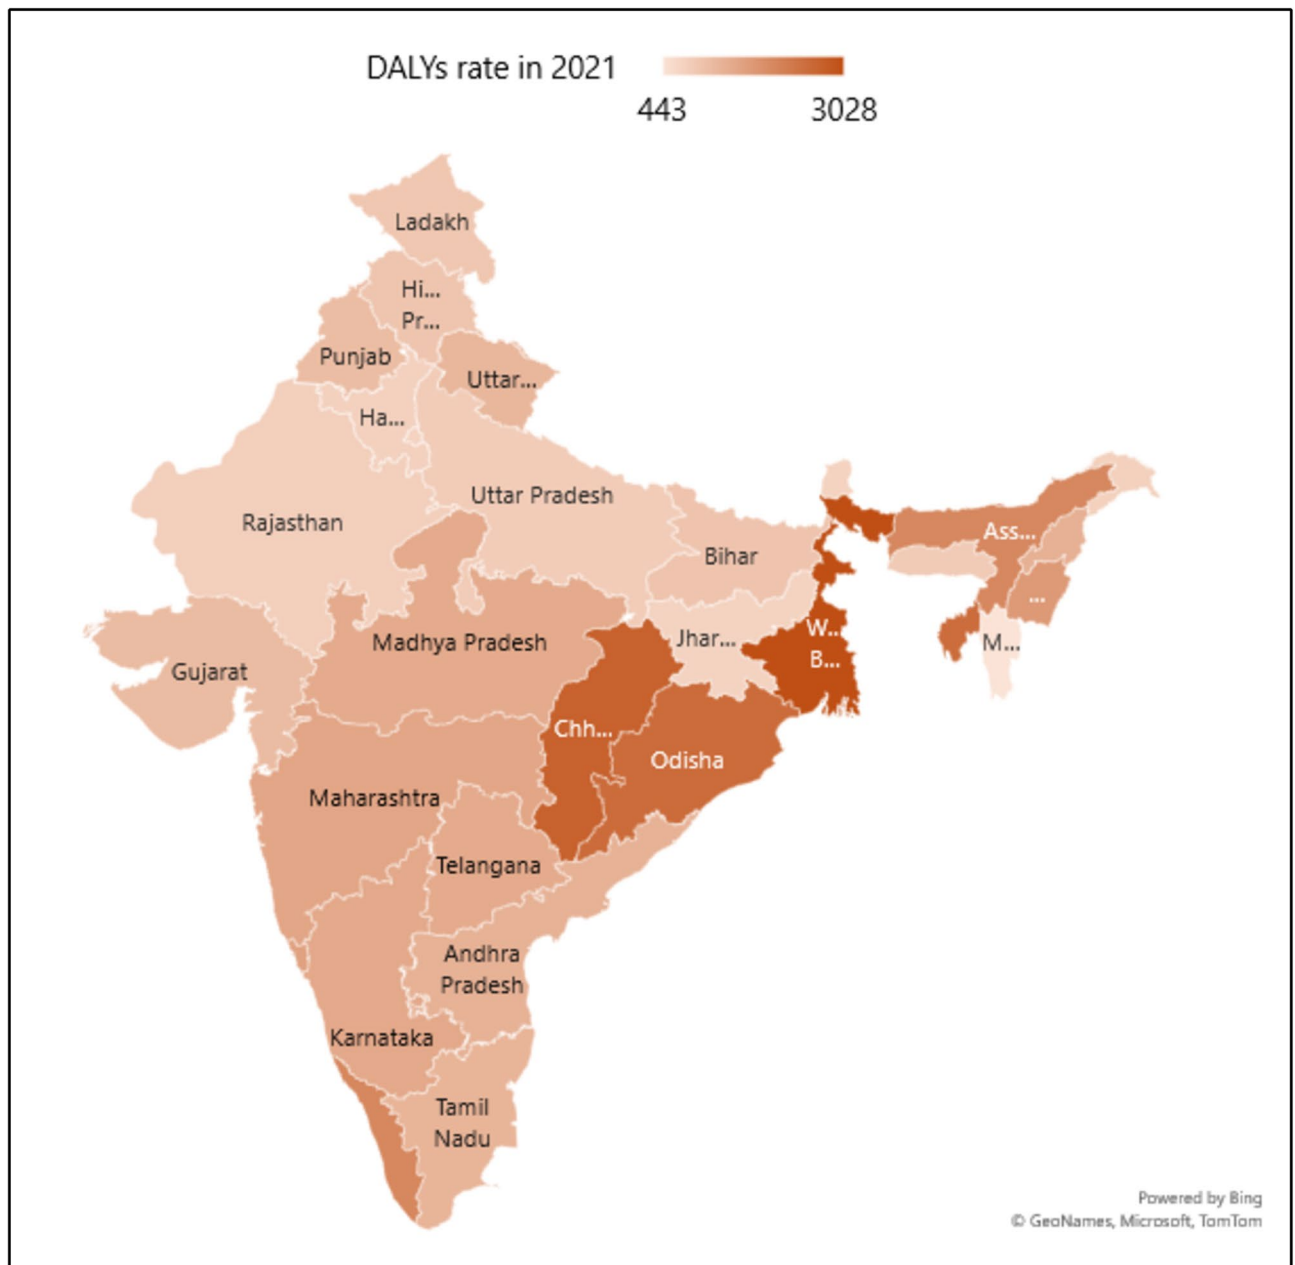 DALYs rate in 2021
443 3028
Ladakh
Hi...
Pr...
Punjab
Uttar...
Ha...
Uttar Pradesh
Rajasthan
Ass...
Bihar
...
W...
Jhar...
M...
Madhya Pradesh
B...
Gujarat
Chh...
Odisha
Maharashtra
Telangana
Andhra
Pradesh
Karnataka
Tamil
Nadu
Powered by Bing
© GeoNames, Microsoft, TomTom